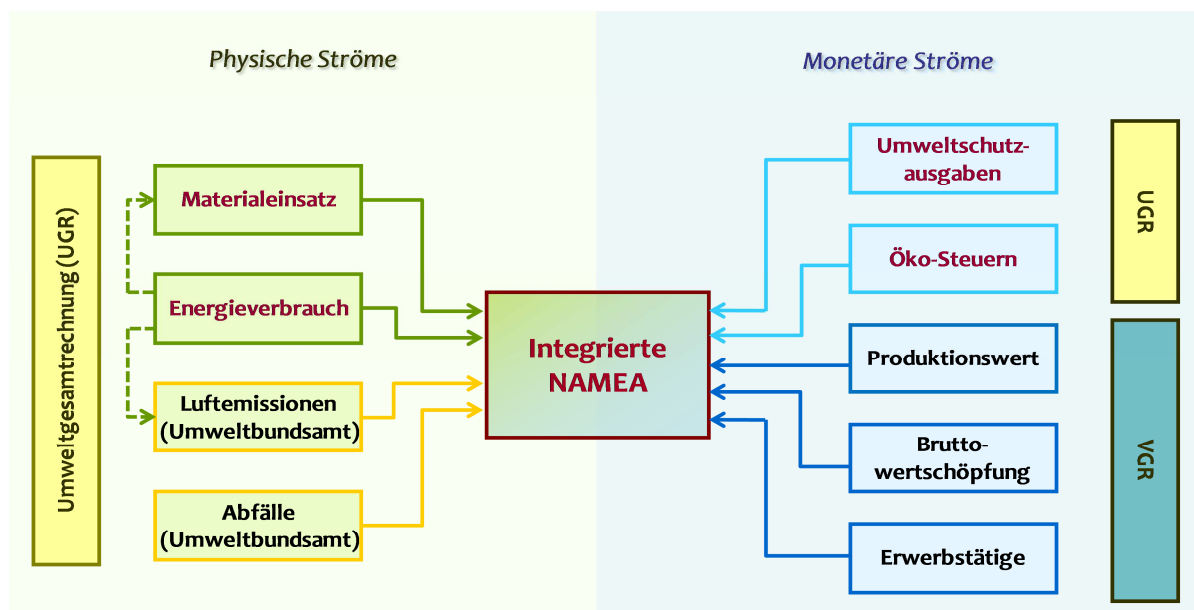 Physische Ströme
Monetäre Ströme
Umweltgesamtrechnung (UGR)
Materialeinsatz
Energieverbrauch
Luftemissionen
(Umweltbundsamt)
Abfälle
(Umweltbundsamt)
Integrierte
NAMEA
Umweltschutz-
ausgaben
Öko-Steuern
Produktionswert
Brutto-
wertschöpfung
Erwerbstätige
UGR
VGR